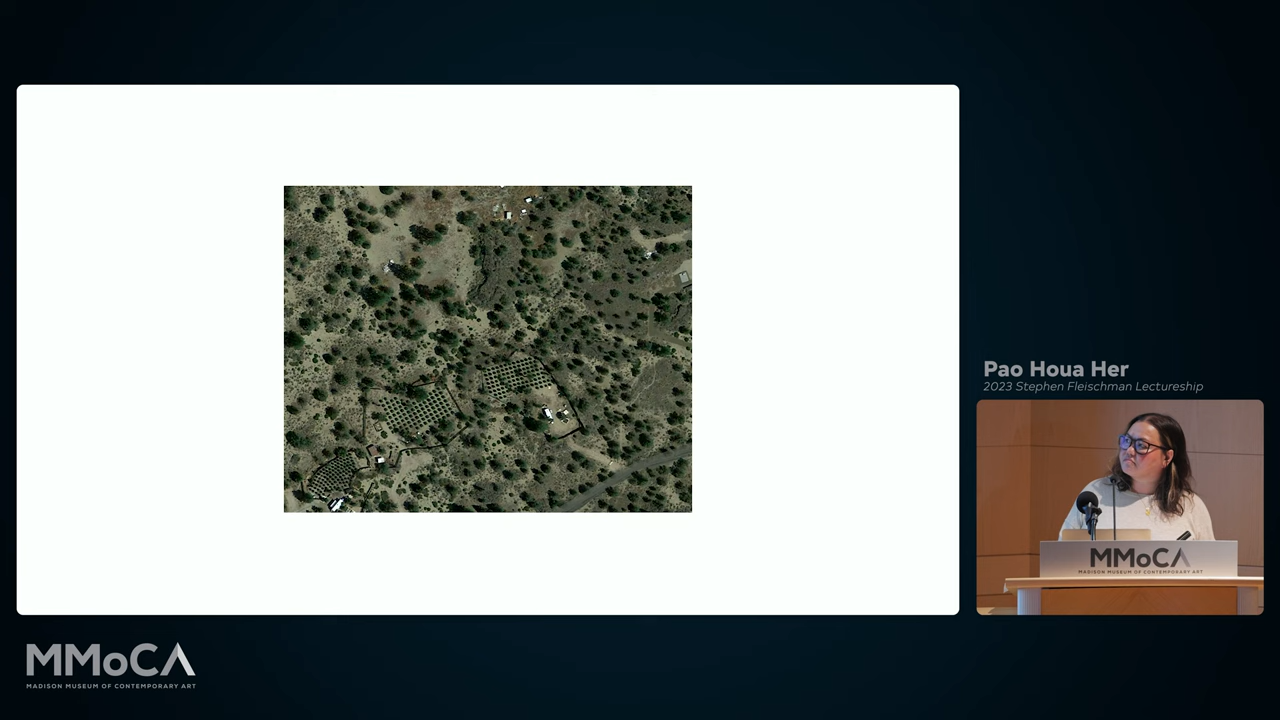 Pao Houa Her
2023 Stephen Fleischman Lectureship
MMoCA
MADISON MUSEUM OF CONTEMPORARY ART
MMoCA
MADISON MUSEUM OF CONTEMPORARY ART